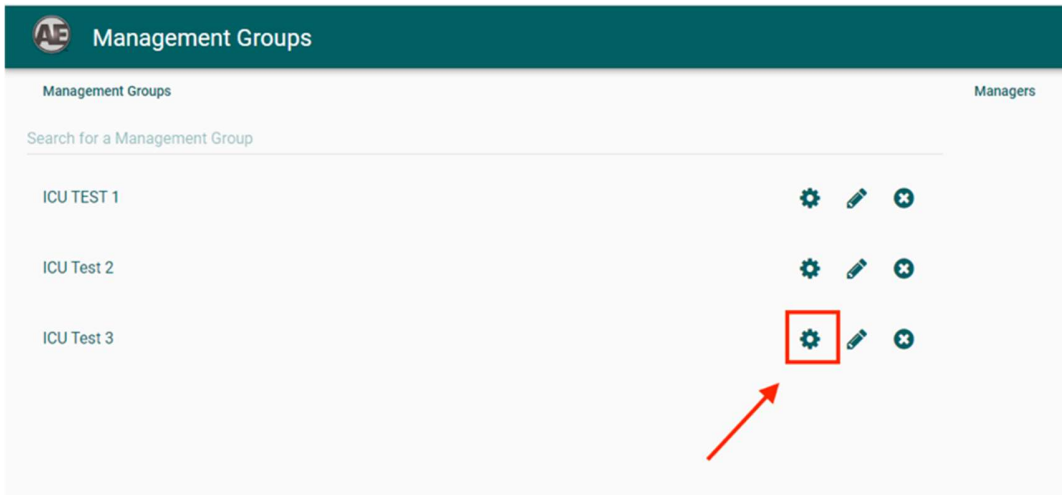 AE Management Groups
Management Groups
Managers
Search for a Management Group
ICU TEST 1
ICU Test 2
ICU Test 3